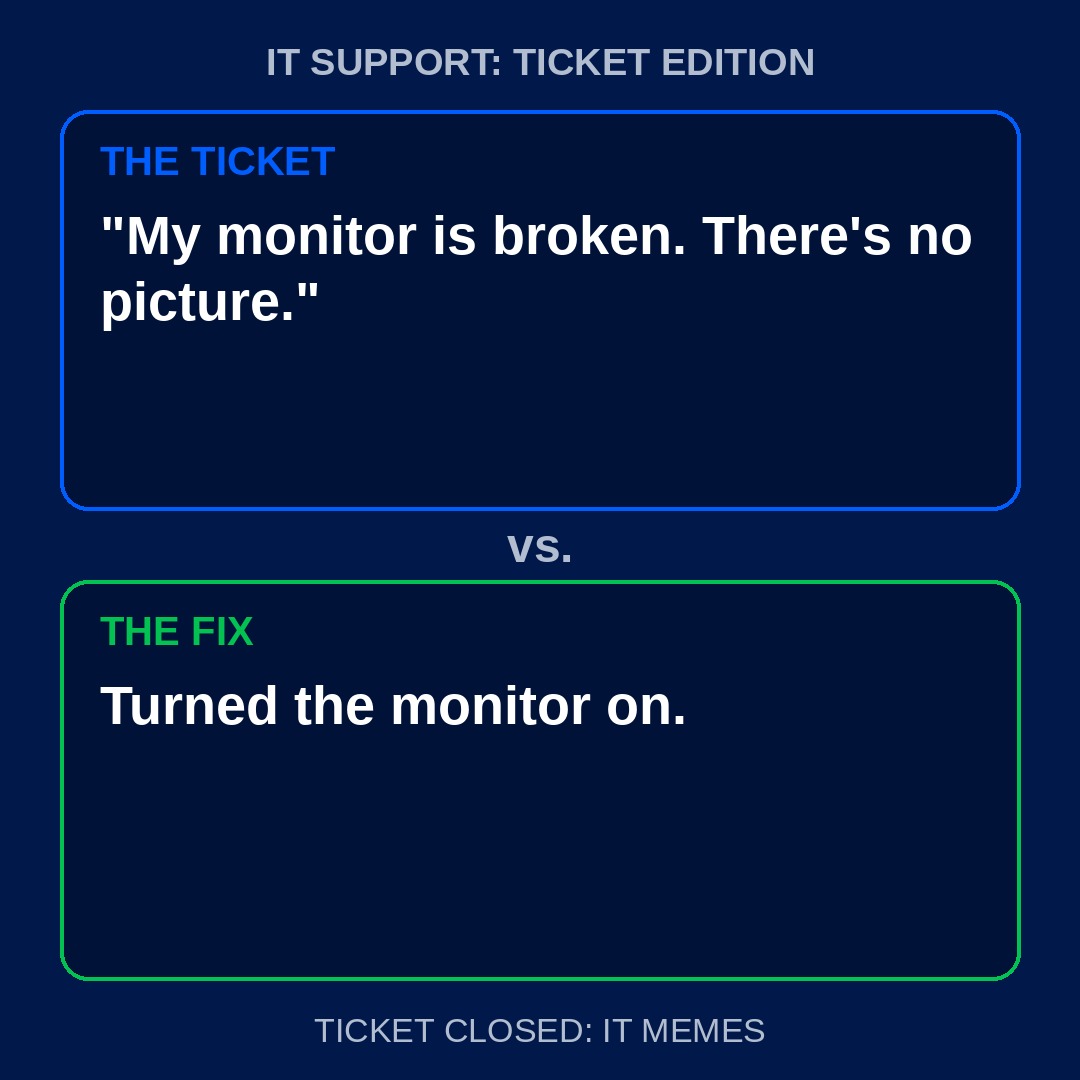 IT SUPPORT: TICKET EDITION
THE TICKET
"My monitor is broken. There's no
picture."
vs.
THE FIX
Turned the monitor on.
TICKET CLOSED: IT MEMES